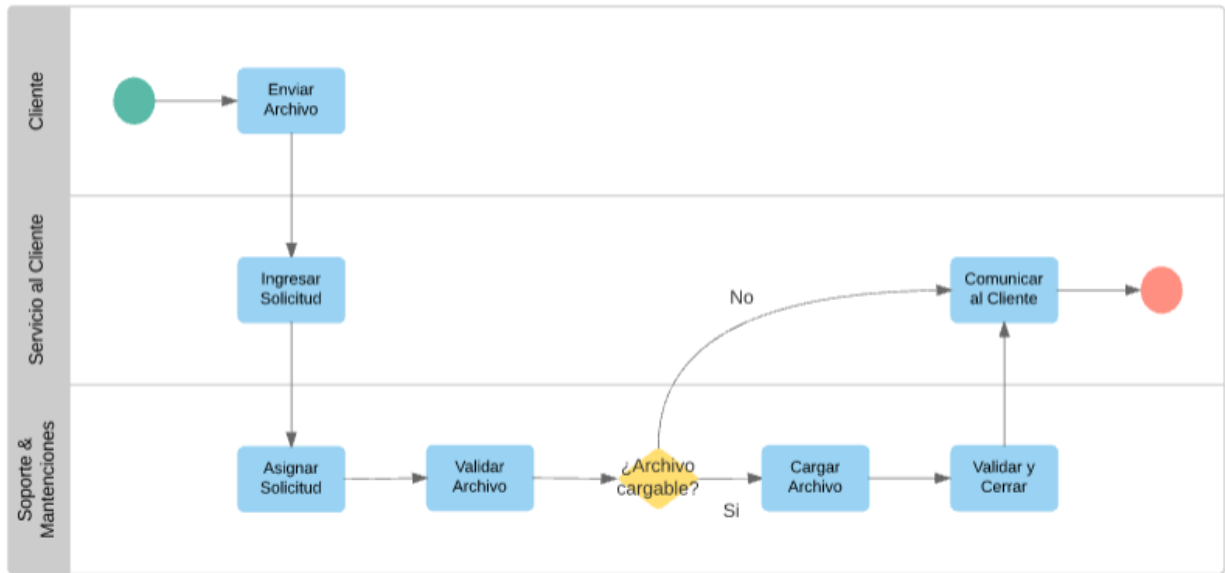 Cliente
Enviar
Archivo
Servicio al Cliente
Ingresar
Solicitud
No
Comunicar
al Cliente
Soporte &
Mantenciones
Asignar
Solicitud
Validar
Archivo
¿Archivo
cargable?
Si
Cargar
Archivo
Validar y
Cerrar